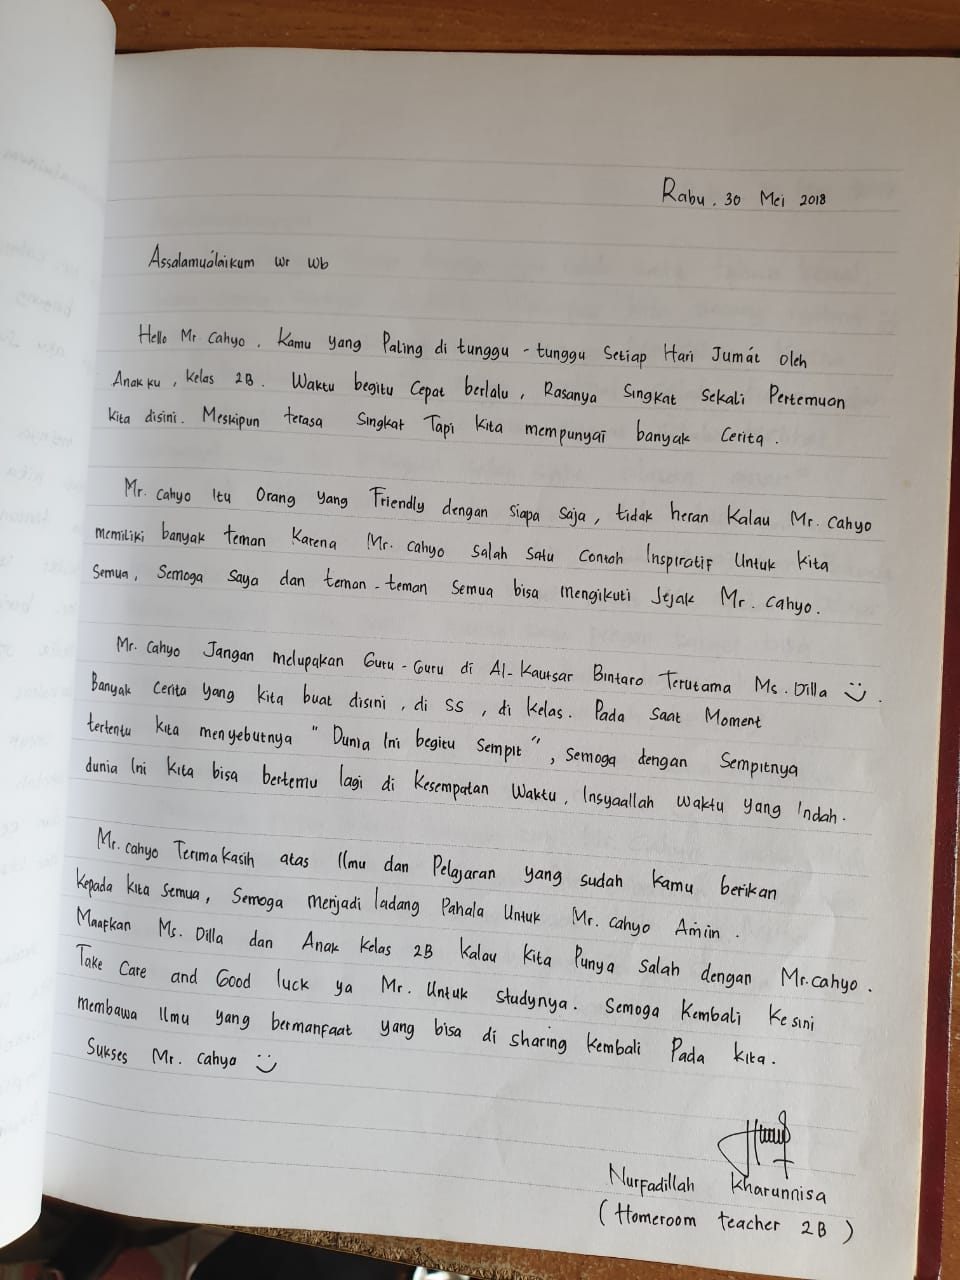 Rabu, 30 Mei 2018
Assalamuálaikum wr wb
Hello Mr Cahyo, Kamu yang Paling di tunggu - tunggu Setiap Hari Jumát oleh
Anakku, Kelas 2B. Waktu begitu Cepat berlalu, Rasanya Singkat Sekali Pertemuan
kita disini. Meskipun terasa Singkat Tapi kita mempunyai banyak Cerita.
Mr. Cahyo Itu Orang yang Friendly dengan Siapa Saja, tidak heran Kalau Mr. Cahyo
memiliki banyak teman Karena Mr. Cahyo Salah Satu Contoh Inspiratif Untuk Kita
Semua, Semoga Saya dan teman-teman Semua bisa mengikuti Jejak Mr. Cahyo.
Mr. Cahyo Jangan melupakan Guru-Guru di Al-Kautsar Bintaro Terutama Ms. Dilla .
Banyak Cerita yang kita buat disini, di SS, di Kelas. Pada Saat Moment
tertentu kita menyebutnya "Dunia Ini begitu Sempit", Semoga dengan Sempitnya
dunia Ini Kita bisa bertemu lagi di Kesempatan Waktu, Insyaallah Waktu yang Indah.
Mr. Cahyo Terimakasih atas Ilmu dan Pelajaran yang sudah kamu berikan
kepada kita Semua, Semoga menjadi ladang Pahala Untuk Mr. Cahyo Amin.
Maafkan Ms. Dilla dan Anak Kelas 2B Kalau Kita Punya Salah dengan Mr. Cahyo.
Take Care and Good luck ya Mr. Untuk studynya. Semoga Kembali Kesini
membawa Ilmu yang bermanfaat yang bisa di sharing kembali Pada kita.
Sukses Mr. Cahyo
Nurfadillah Kharunnisa
(Homeroom teacher 2B)